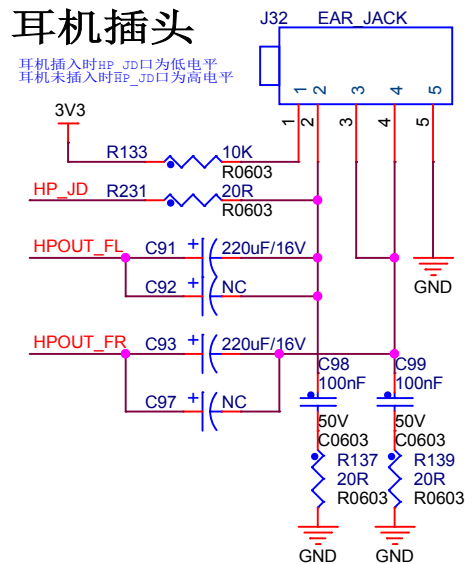 耳机插头
耳机插入时HP_JD口为低电平
耳机未插入时HP_JD口为高电平
J32 EAR_JACK
1 2 3 4 5
1 2 3 4 5
3V3
R133 10K
R0603
HP_JD R231 20R
R0603
HPOUT_FL C91 + 220uF/16V
C92 + NC
GND
HPOUT_FR C93 + 220uF/16V
C97 + NC
C98 C99
100nF 100nF
50V 50V
C0603 C0603
R137 R139
20R 20R
R0603 R0603
GND GND